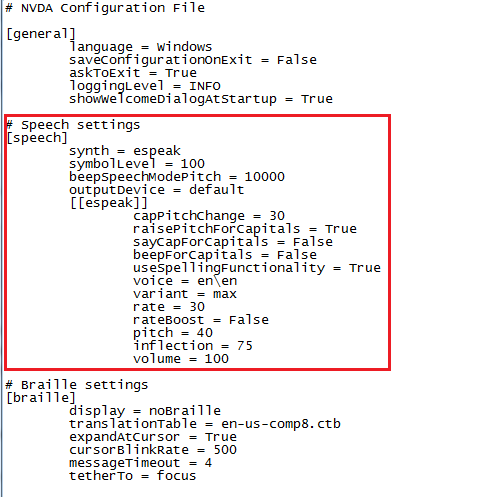 # NVDA Configuration File
[general]
language = Windows
saveConfigurationOnExit = False
askToExit = True
loggingLevel = INFO
showWelcomeDialogAtStartup = True
# Speech settings
[speech]
synth = espeak
symbolLevel = 100
beepSpeechModePitch = 10000
outputDevice = default
[[espeak]]
capPitchChange = 30
raisePitchForCapitals = True
sayCapForCapitals = False
beepForCapitals = False
useSpellingFunctionality = True
voice = en\en
variant = max
rate = 30
rateBoost = False
pitch = 40
inflection = 75
volume = 100
# Braille settings
[braille]
display = noBraille
translationTable = en-us-comp8.ctb
expandAtCursor = True
cursorBlinkRate = 500
messageTimeout = 4
tetherTo = focus